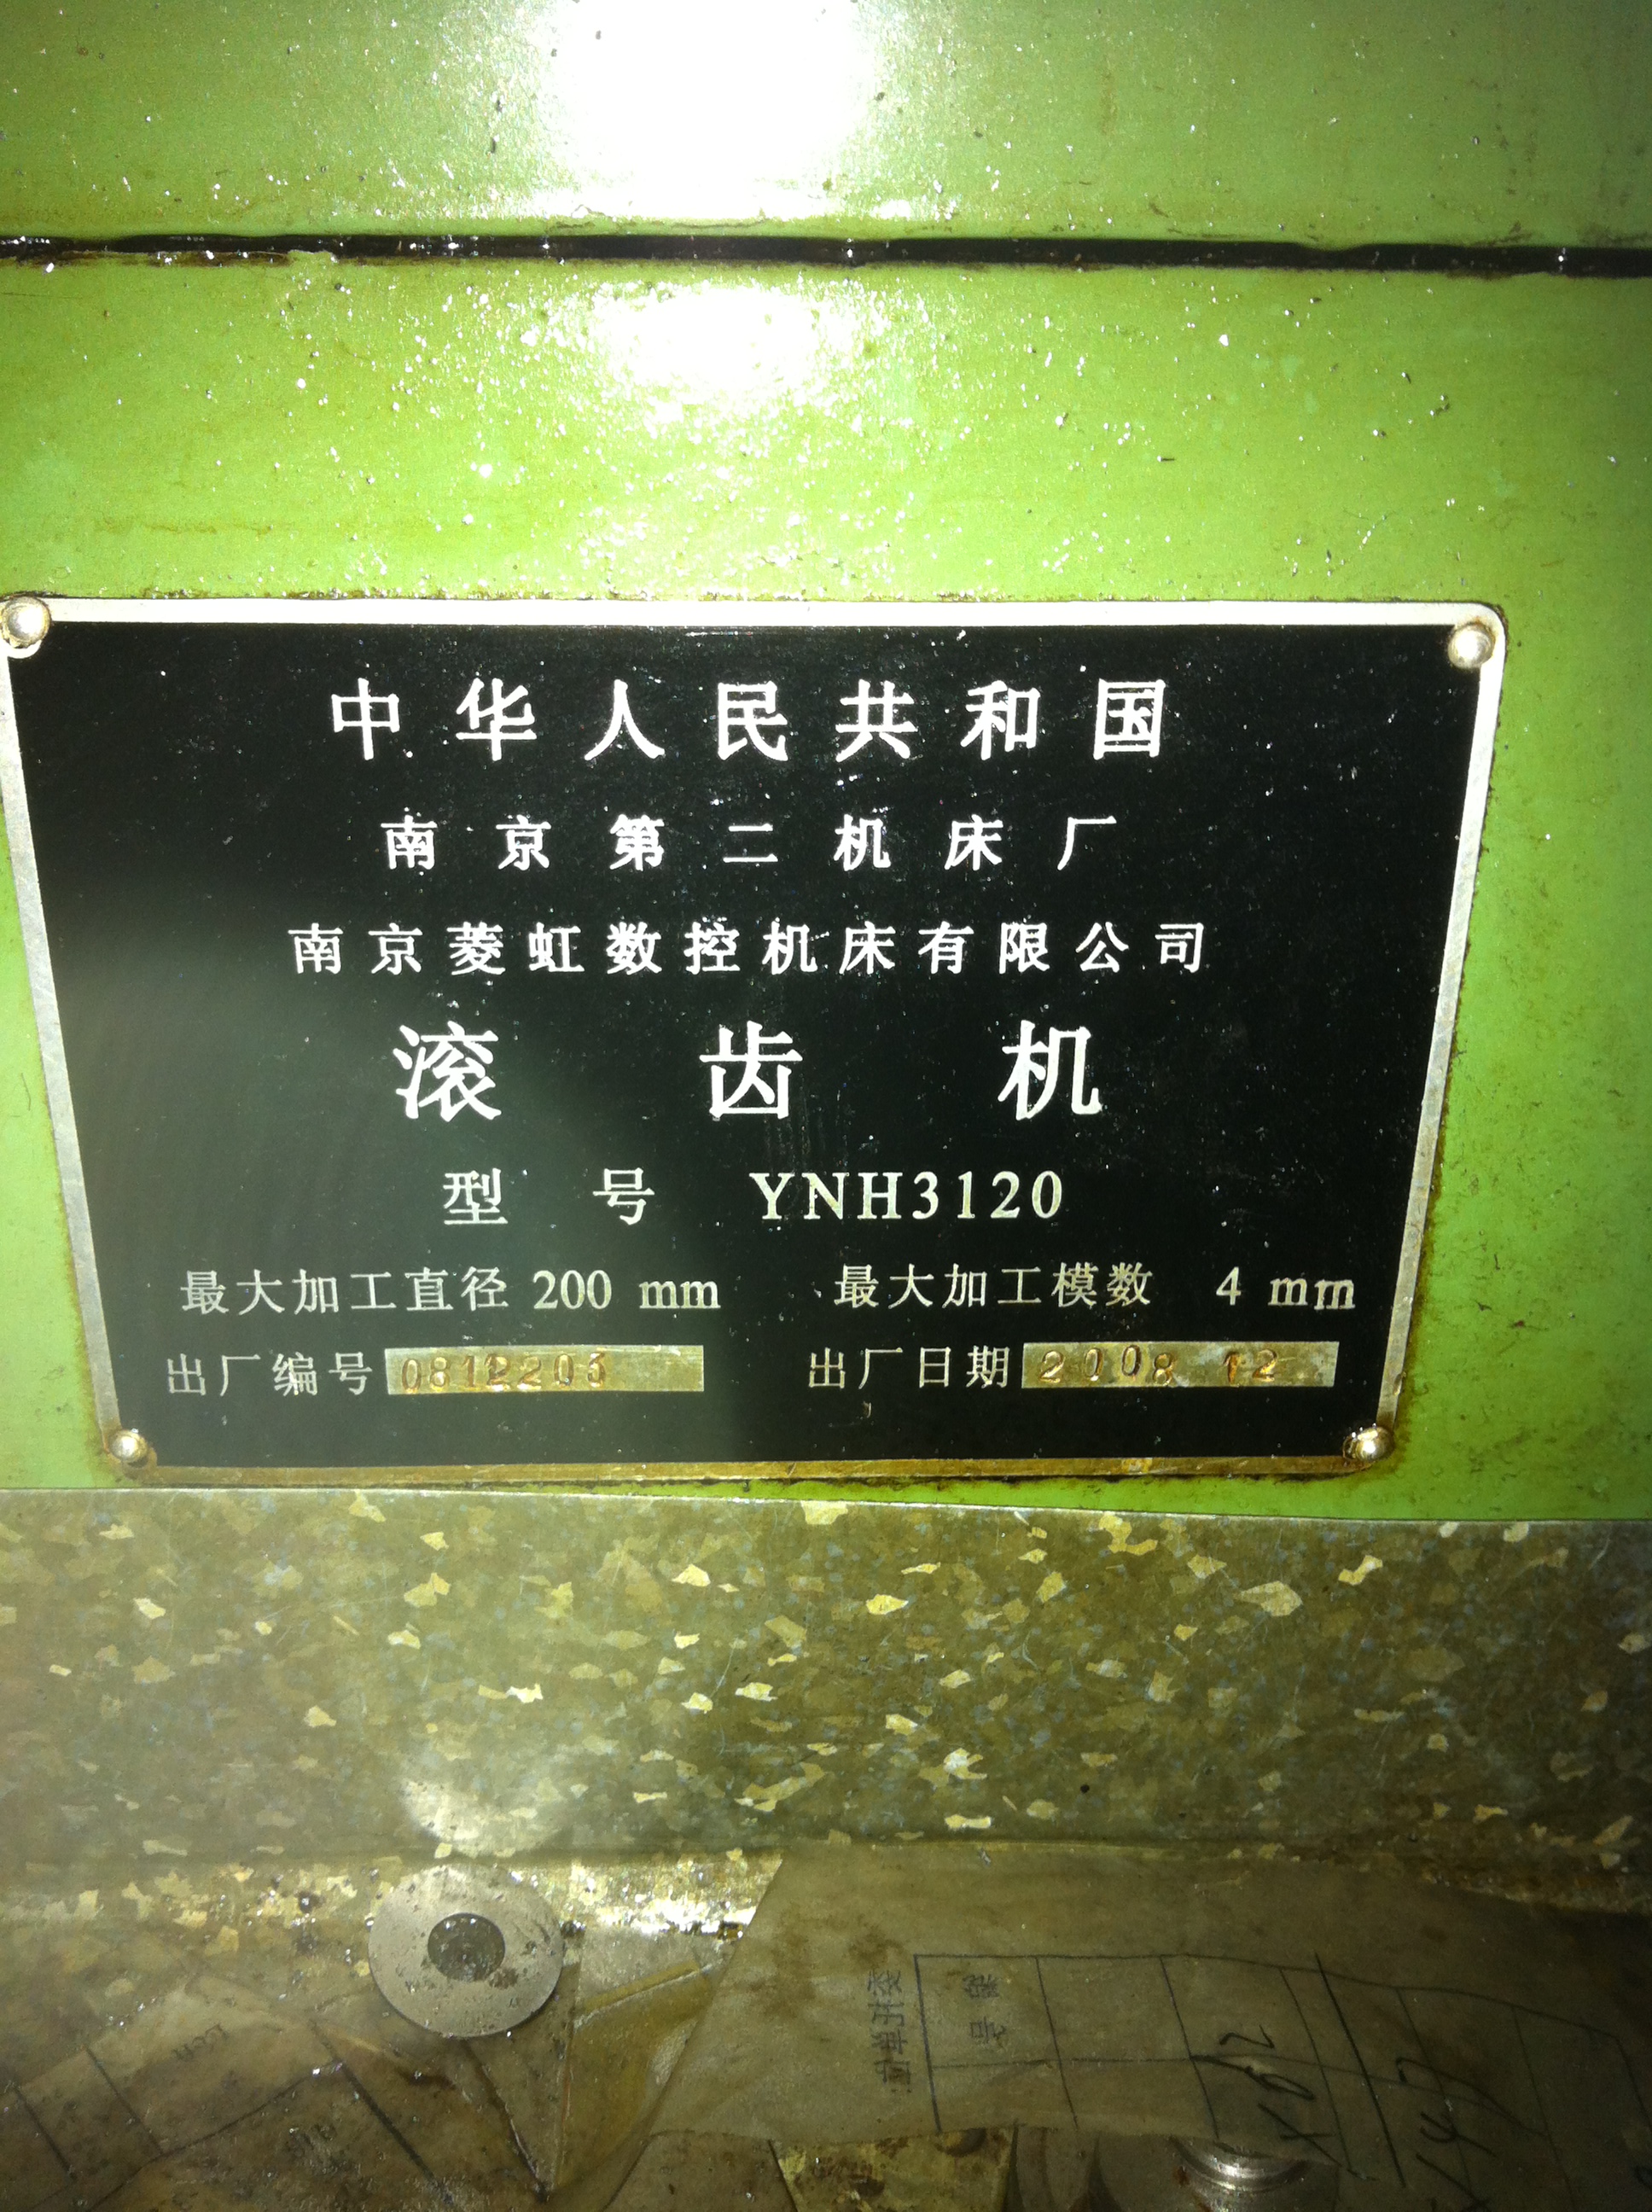 中华人民共和国
南京第二机床厂
南京菱虹数控机床有限公司
滚齿机
型号 YNH3120
最大加工直径 200 mm 最大加工模数 4 mm
出厂编号 出厂日期 2008 12